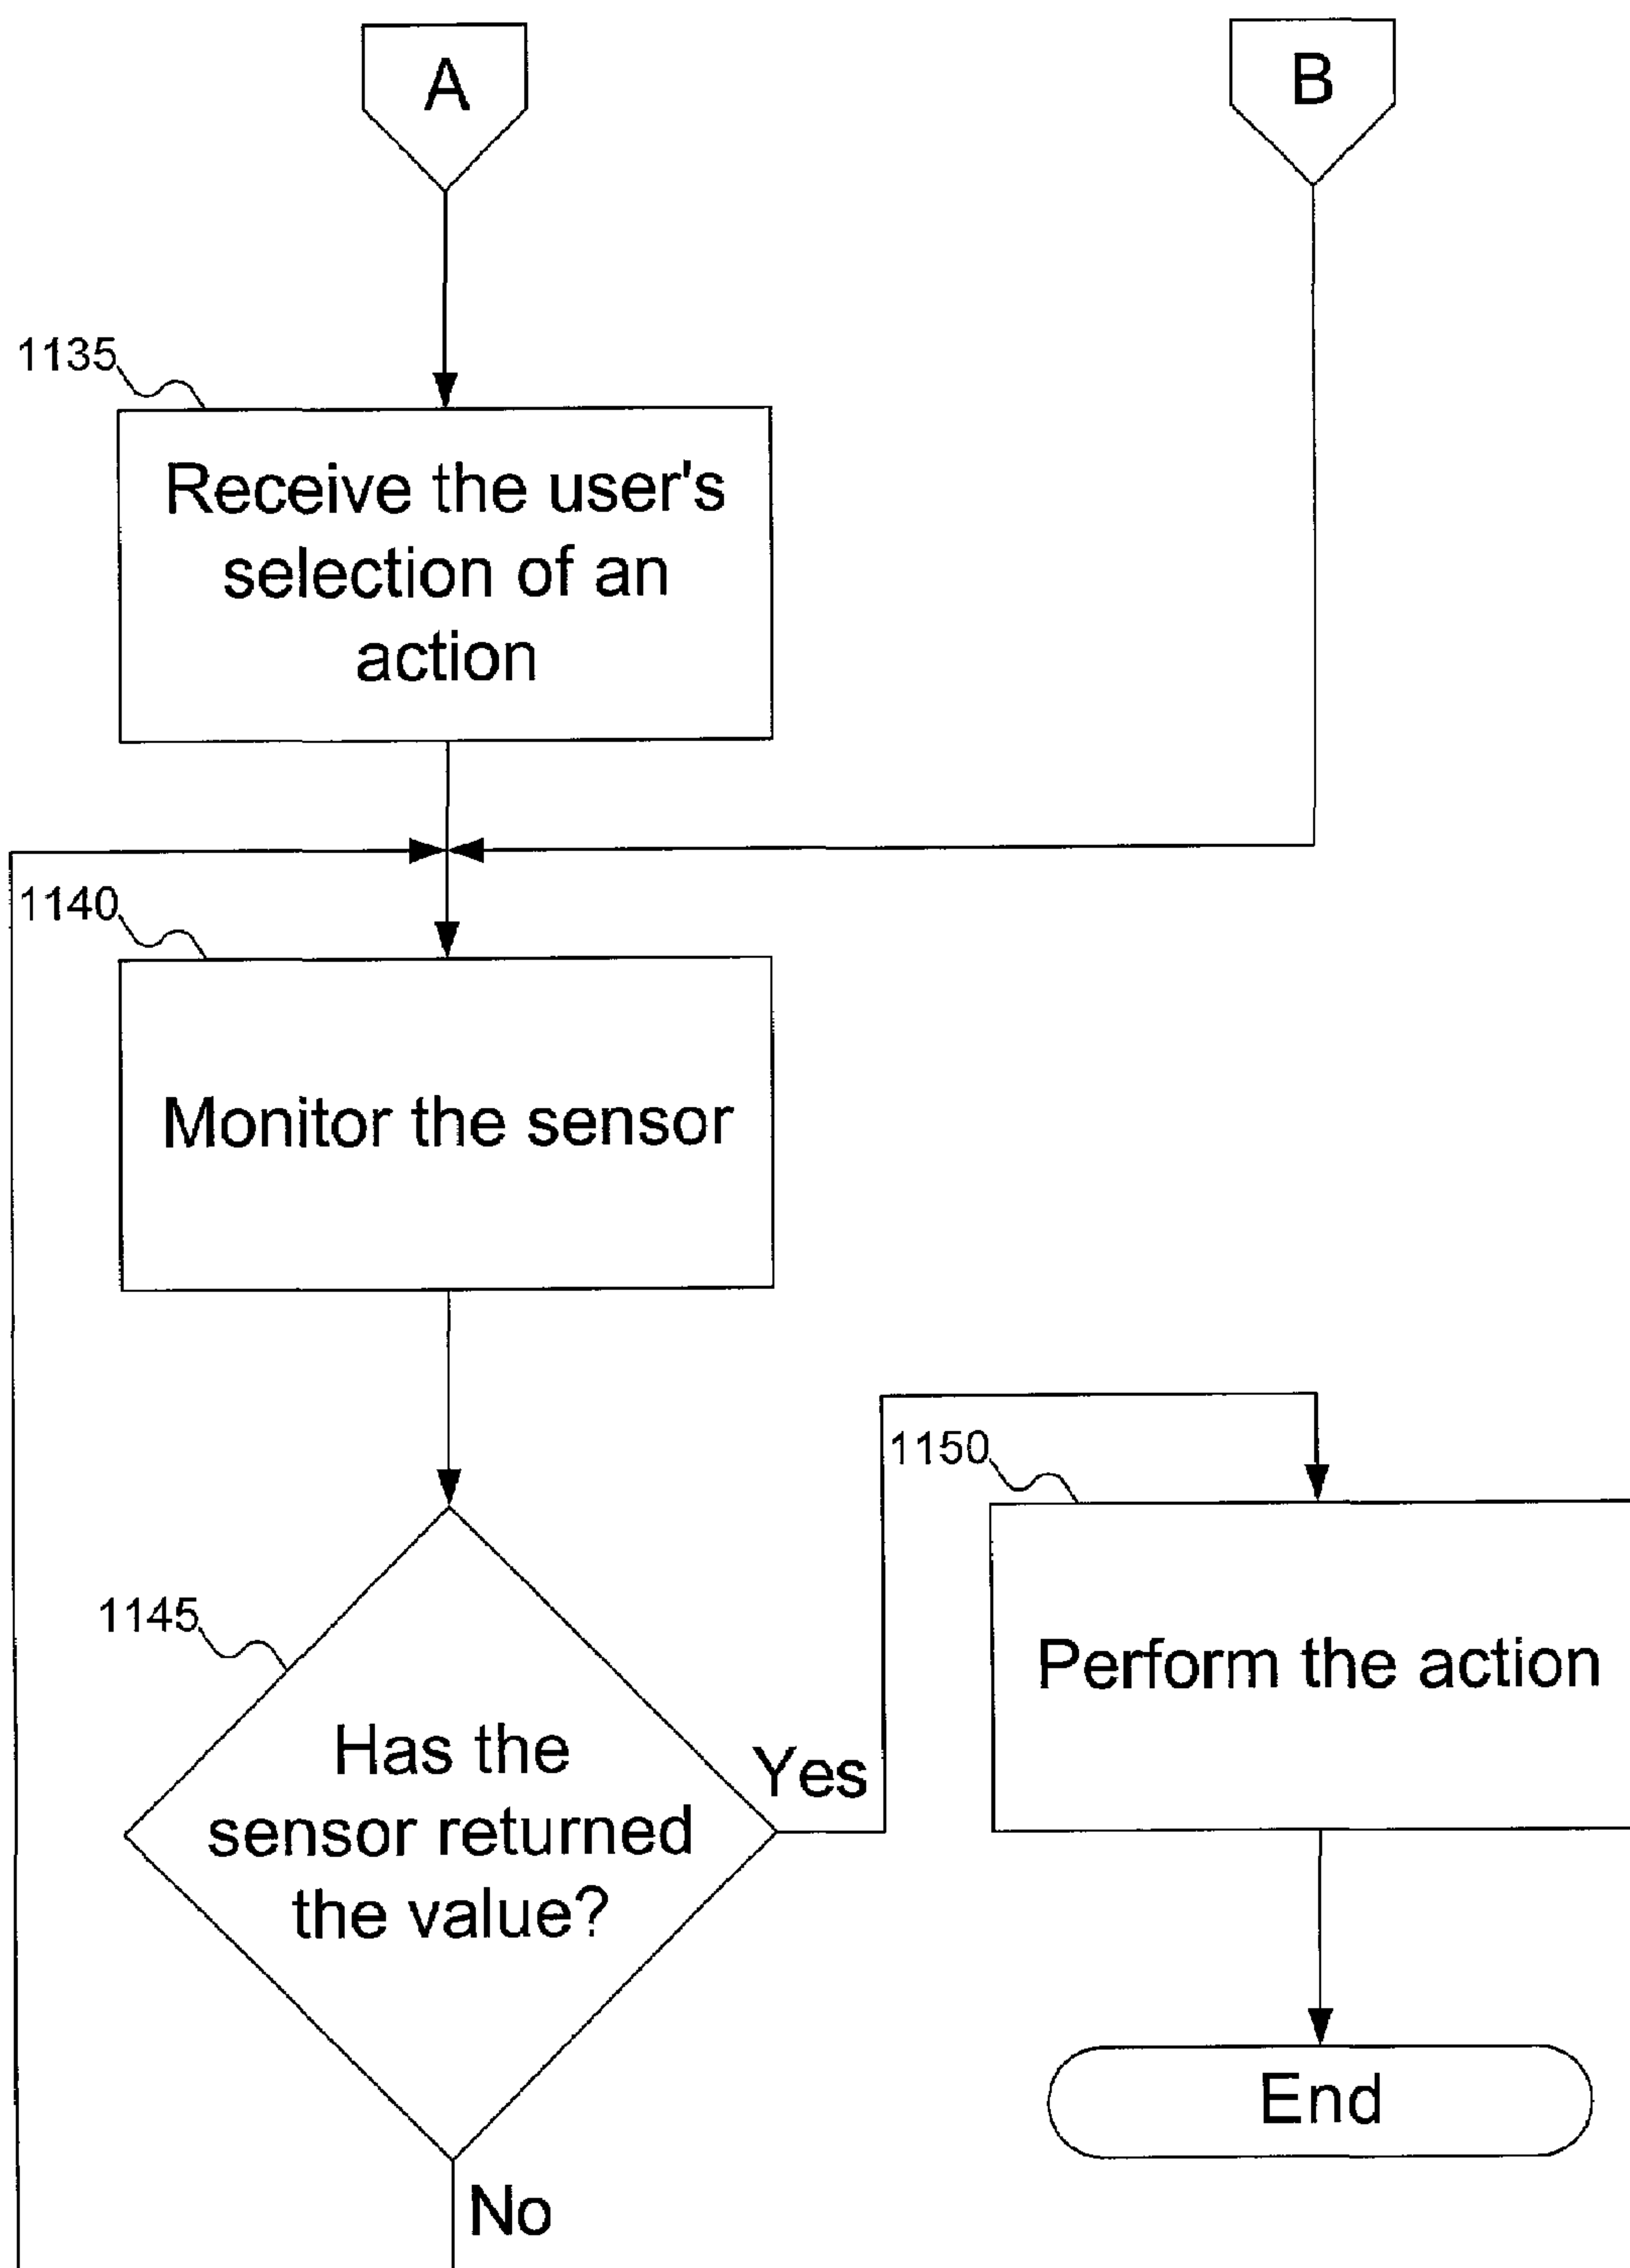 A
B
1135
Receive the user's
selection of an
action
1140
Monitor the sensor
1145
Has the
sensor returned
the value?
Yes
No
1150
Perform the action
End